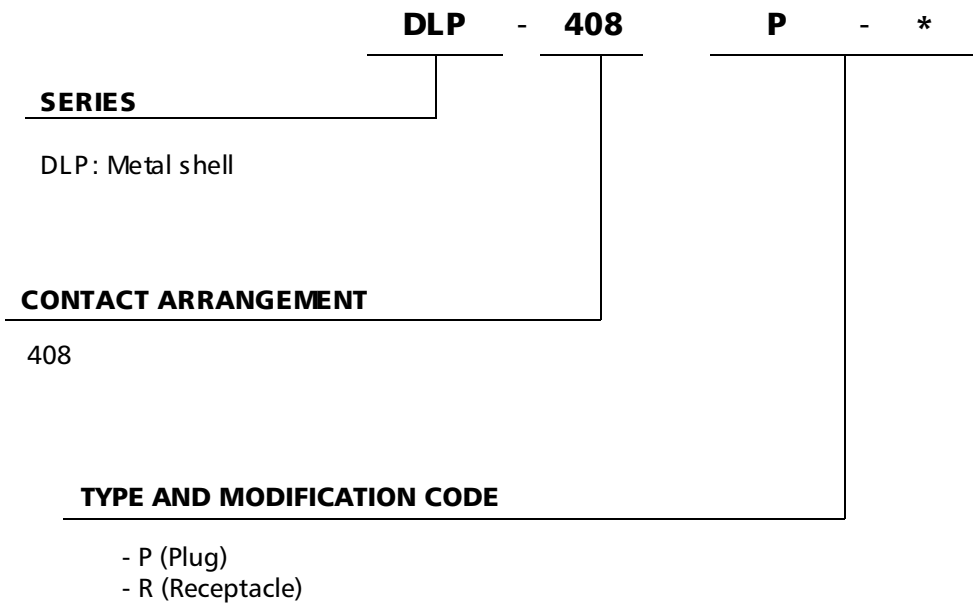 DLP - 408 P - *
SERIES
DLP: Metal shell
CONTACT ARRANGEMENT
408
TYPE AND MODIFICATION CODE
- P (Plug)
- R (Receptacle)